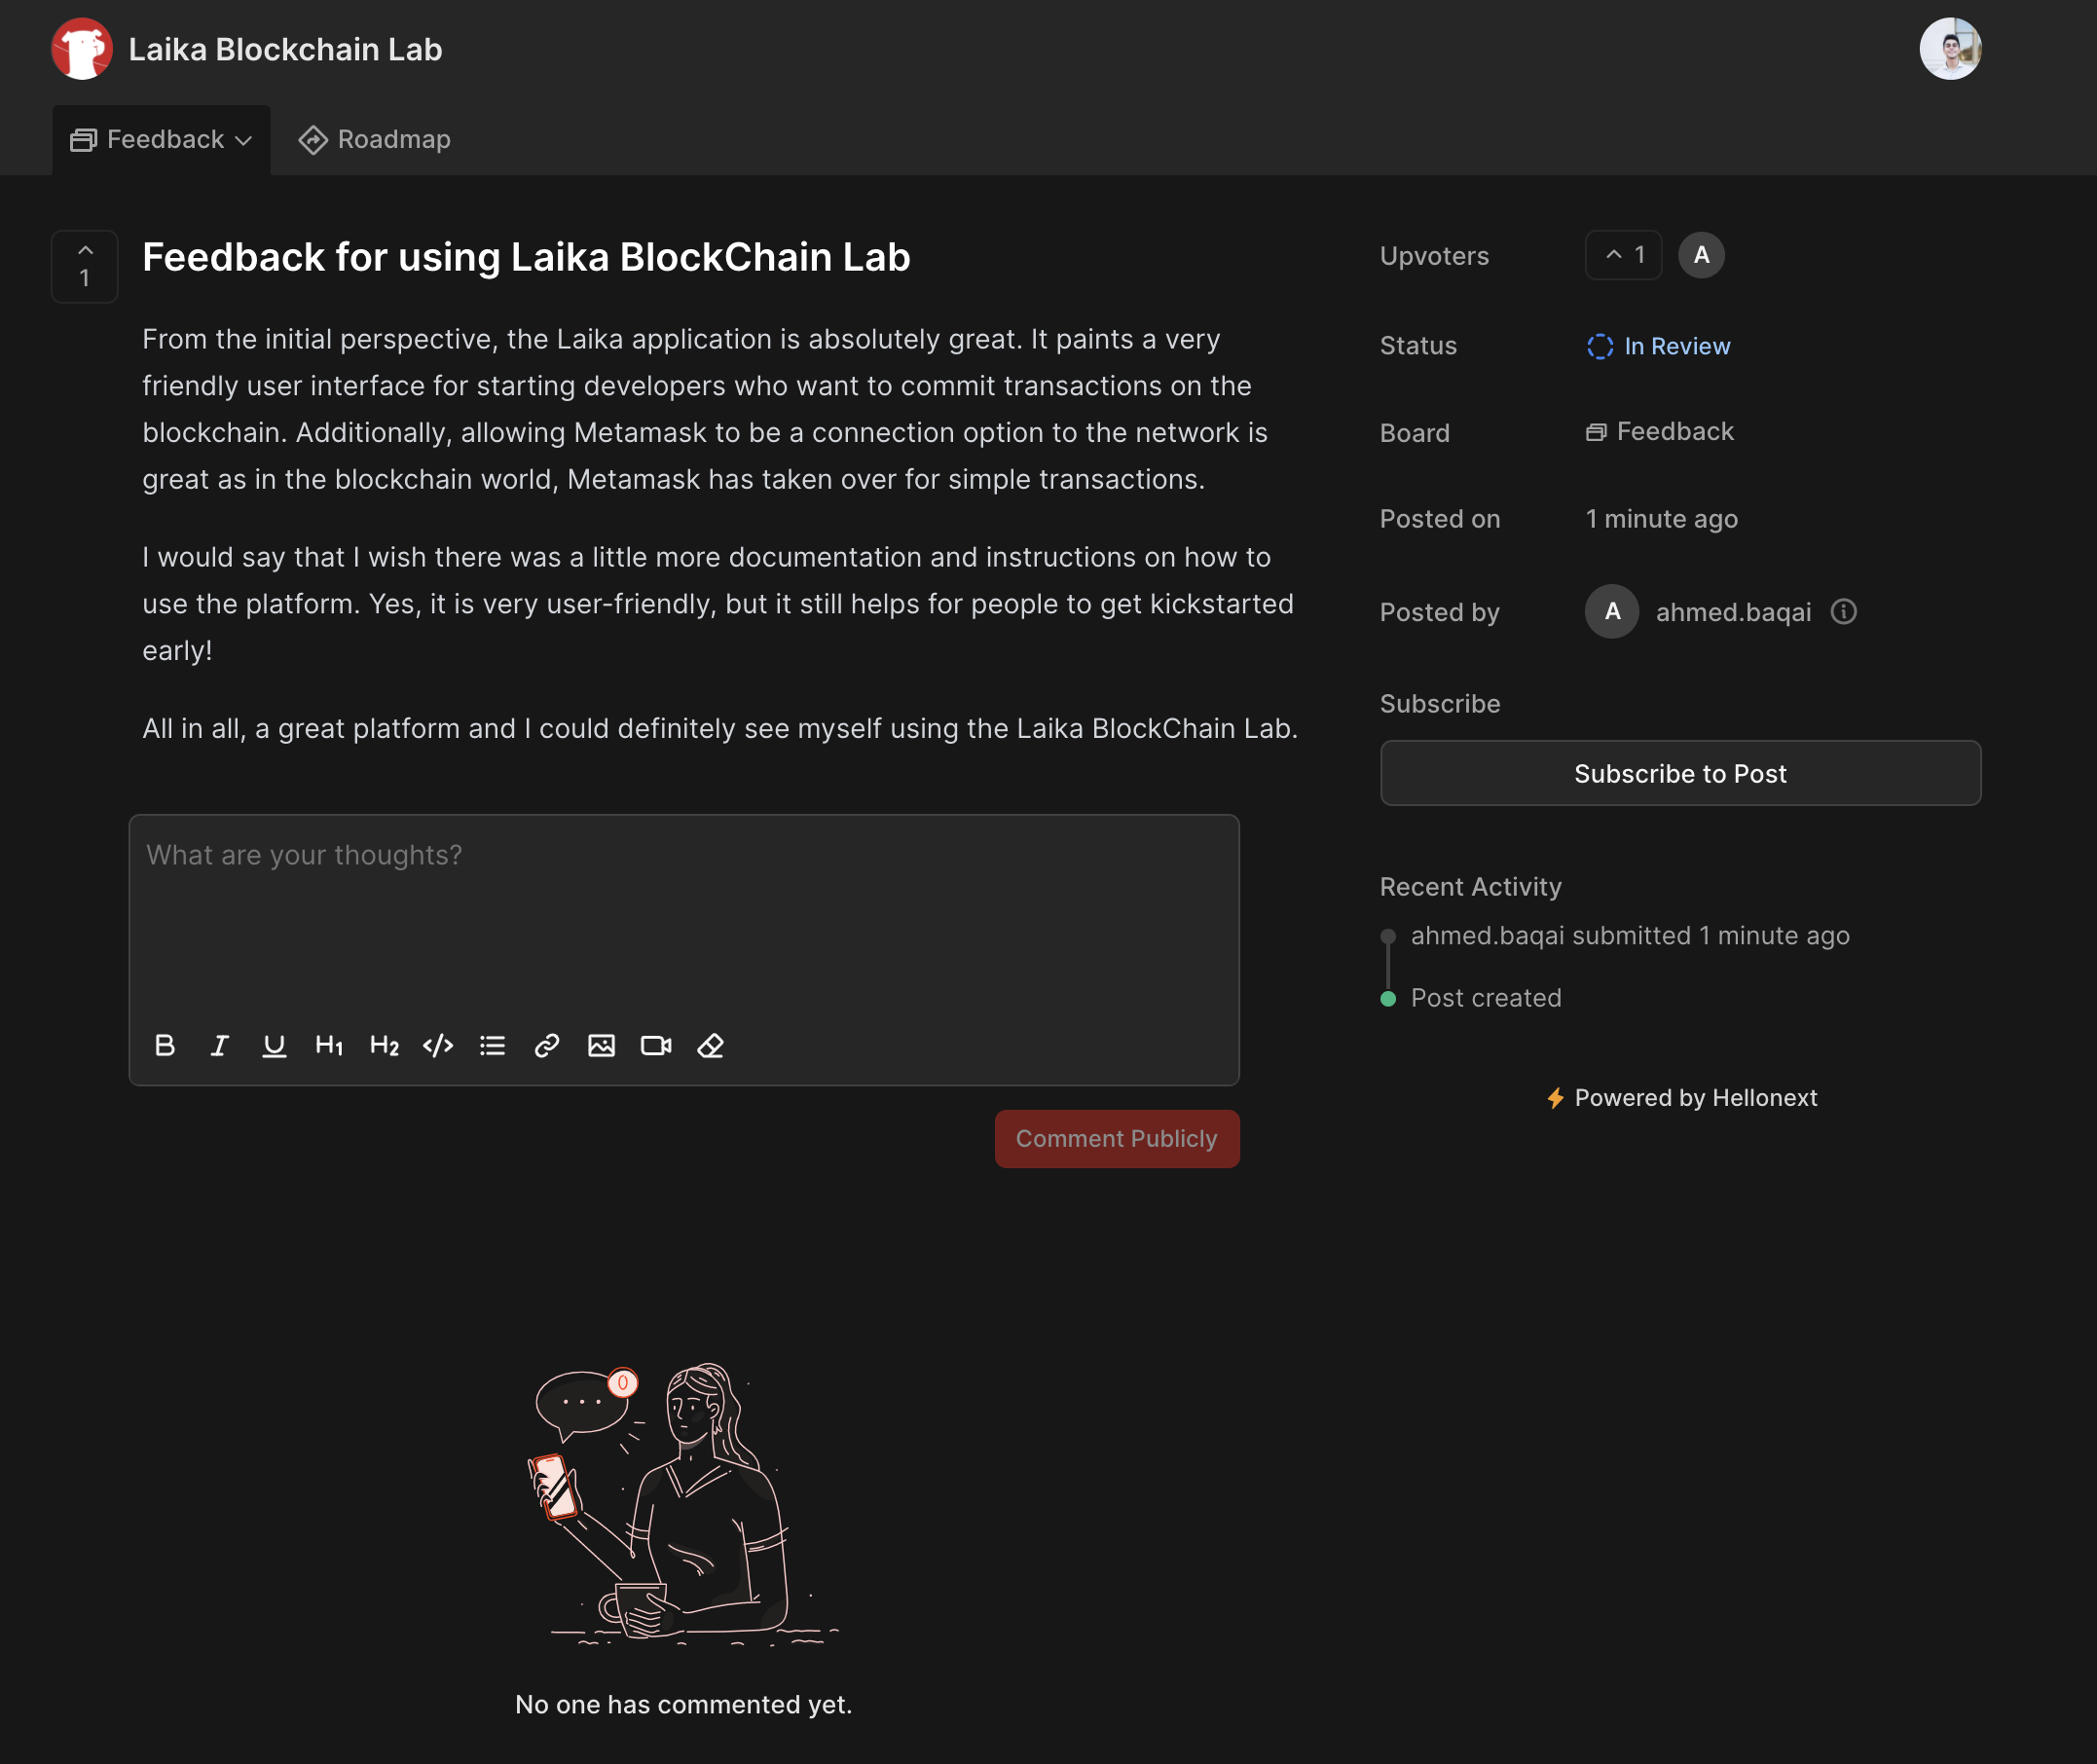 Laika Blockchain Lab
Feedback
Roadmap
1
Feedback for using Laika BlockChain Lab
From the initial perspective, the Laika application is absolutely great. It paints a very
friendly user interface for starting developers who want to commit transactions on the
blockchain. Additionally, allowing Metamask to be a connection option to the network is
great as in the blockchain world, Metamask has taken over for simple transactions.
I would say that I wish there was a little more documentation and instructions on how to
use the platform. Yes, it is very user-friendly, but it still helps for people to get kickstarted
early!
All in all, a great platform and I could definitely see myself using the Laika BlockChain Lab.
What are your thoughts?
B I U H1 H2 </>
Comment Publicly
0
No one has commented yet.
Upvoters 1 A
Status In Review
Board Feedback
Posted on 1 minute ago
Posted by A ahmed.baqai
Subscribe
Subscribe to Post
Recent Activity
ahmed.baqai submitted 1 minute ago
Post created
Powered by Hellonext